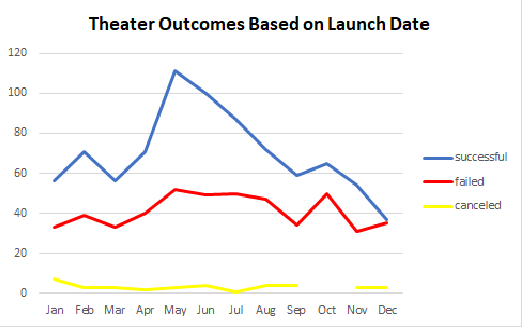 Theater Outcomes Based on Launch Date
120
100
80
60
40
20
0
Jan Feb Mar Apr May Jun Jul Aug Sep Oct Nov Dec
successful
failed
canceled